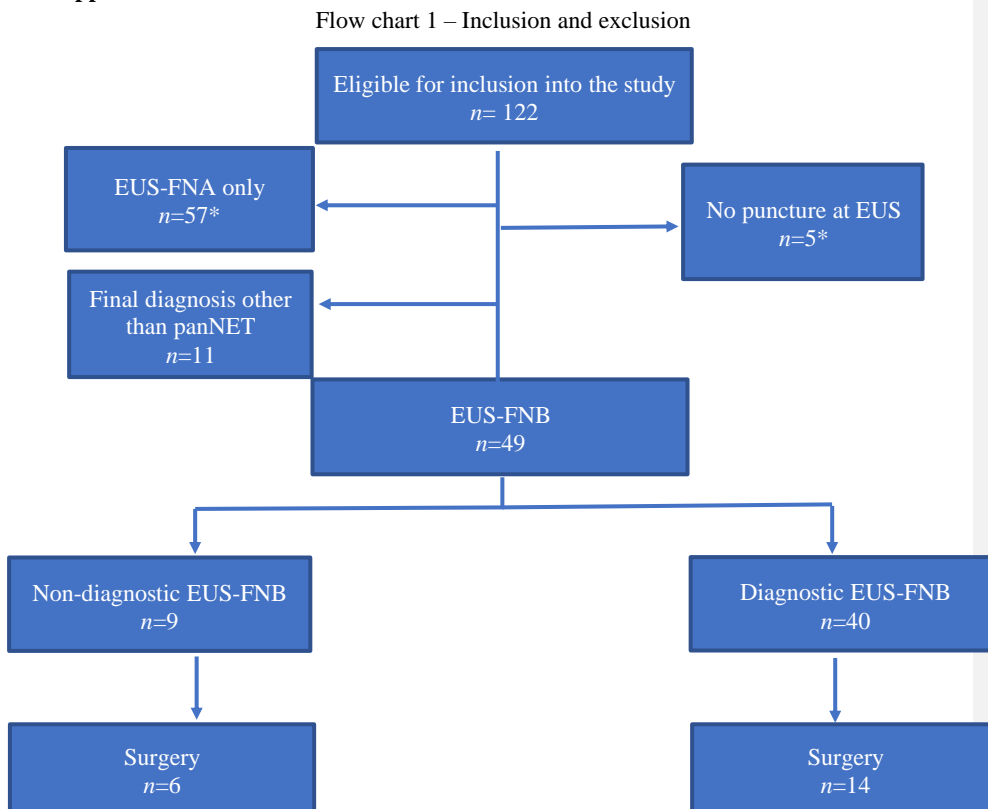 Flow chart 1 – Inclusion and exclusion
Eligible for inclusion into the study
n= 122
EUS-FNA only
n=57*
No puncture at EUS
n=5*
Final diagnosis other
than panNET
n=11
EUS-FNB
n=49
Non-diagnostic EUS-FNB
n=9
Diagnostic EUS-FNB
n=40
Surgery
n=6
Surgery
n=14